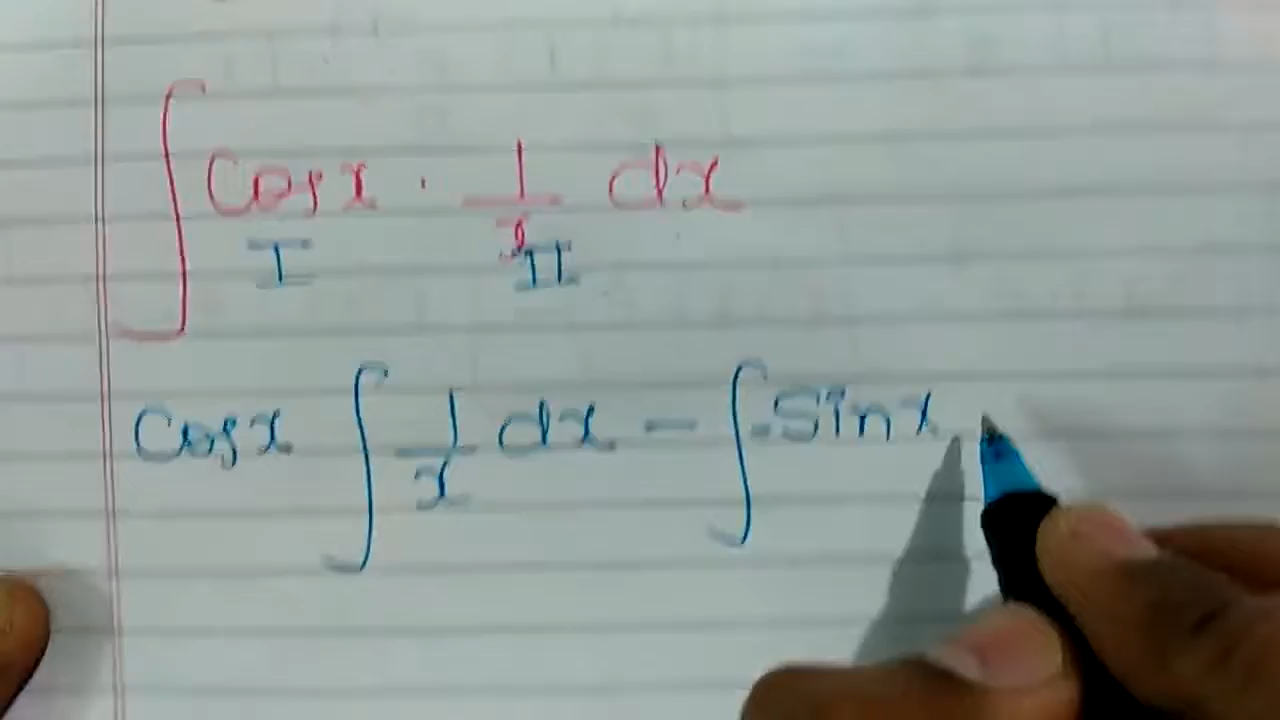 ∫ Cos x · 1/x dx
I II
Cos x ∫ 1/x dx - ∫ -sin x